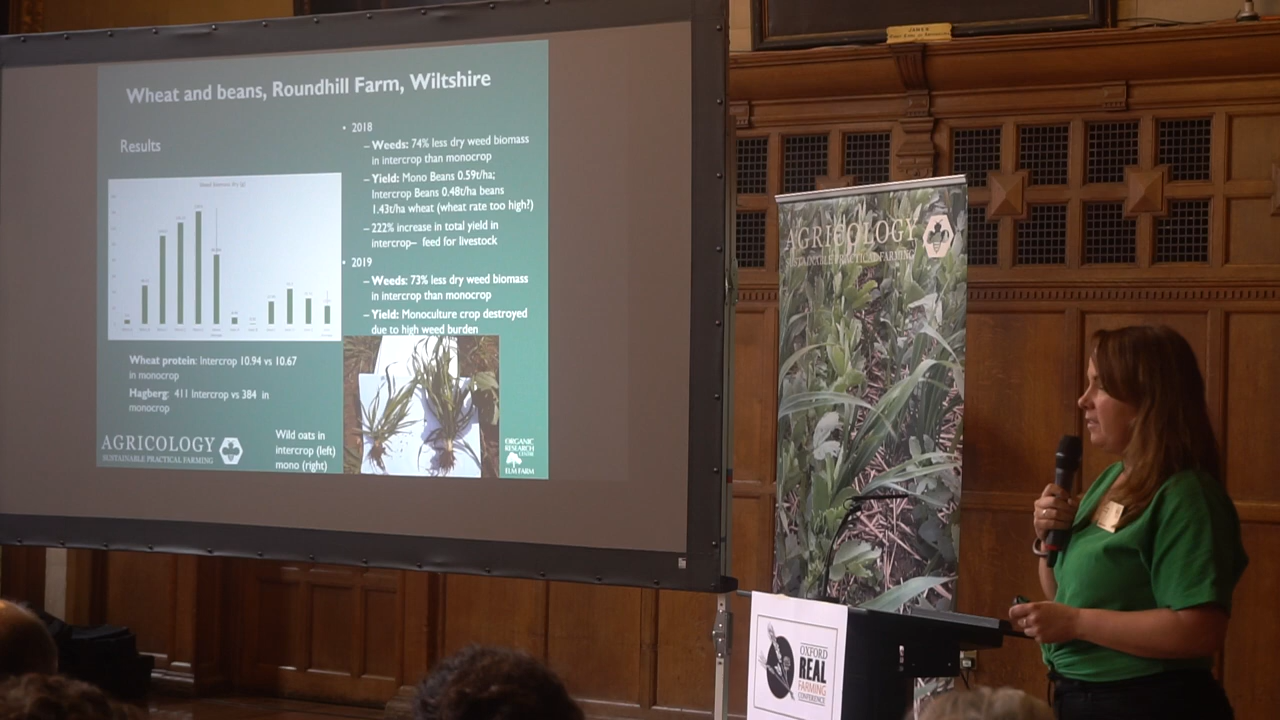 Wheat and beans, Roundhill Farm, Wiltshire
Results
• 2018
– Weeds: 74% less dry weed biomass
in intercrop than monocrop
– Yield: Mono Beans 0.59t/ha;
Intercrop Beans 0.48t/ha beans
1.43t/ha wheat (wheat rate too high?)
– 222% increase in total yield in
intercrop– feed for livestock
• 2019
– Weeds: 73% less dry weed biomass
in intercrop than monocrop
– Yield: Monoculture crop destroyed
due to high weed burden
Wheat protein: Intercrop 10.94 vs 10.67
in monocrop
Hagberg: 411 Intercrop vs 384 in
monocrop
Wild oats in
intercrop (left)
mono (right)
AGRICOLOGY
SUSTAINABLE PRACTICAL FARMING
ORGANIC
RESEARCH
CENTRE
ELM FARM
AGRICOLOGY
SUSTAINABLE PRACTICAL FARMING
OXFORD
REAL
FARMING
CONFERENCE